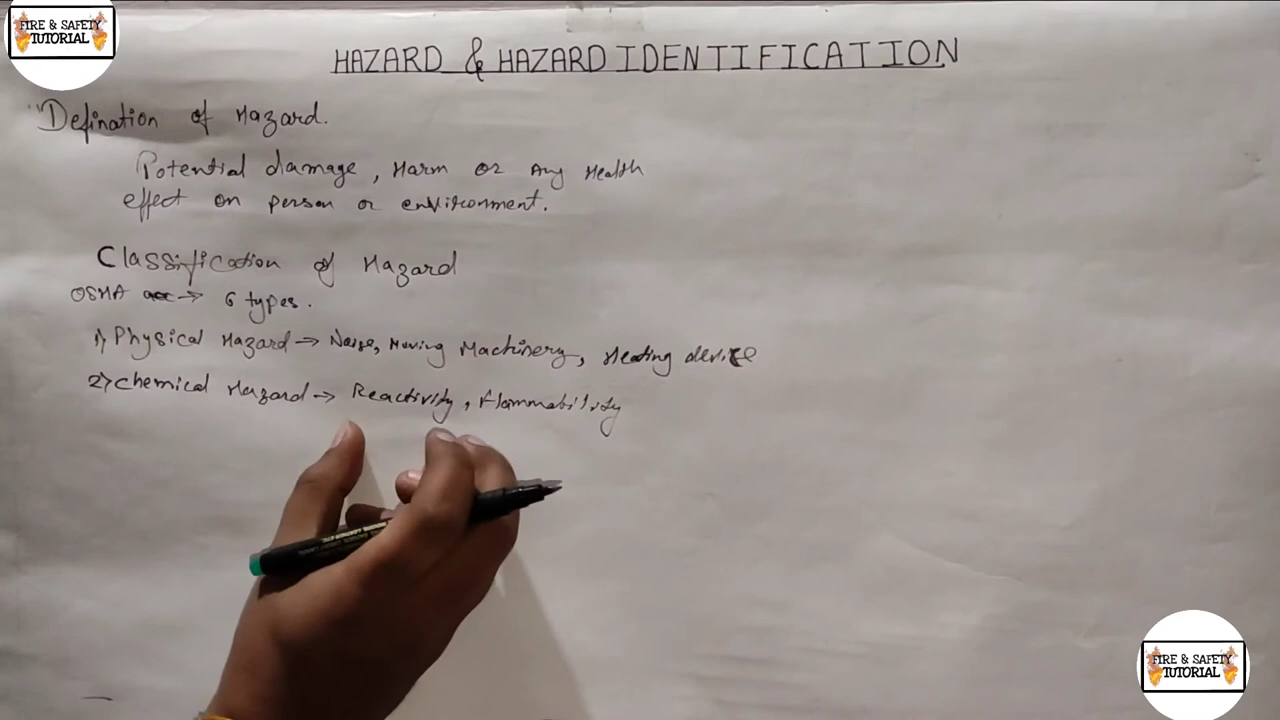 FIRE & SAFETY
TUTORIAL
HAZARD & HAZARD IDENTIFICATION
Defination of Hazard.
Potential damage, Harm or Any Health
effect on person or environment.
Classification of Hazard
OSHA → 6 types.
1) Physical Hazard → Noise, Moving Machinery, Heating device
2) Chemical Hazard → Reactivity, Flammability
FIRE & SAFETY
TUTORIAL